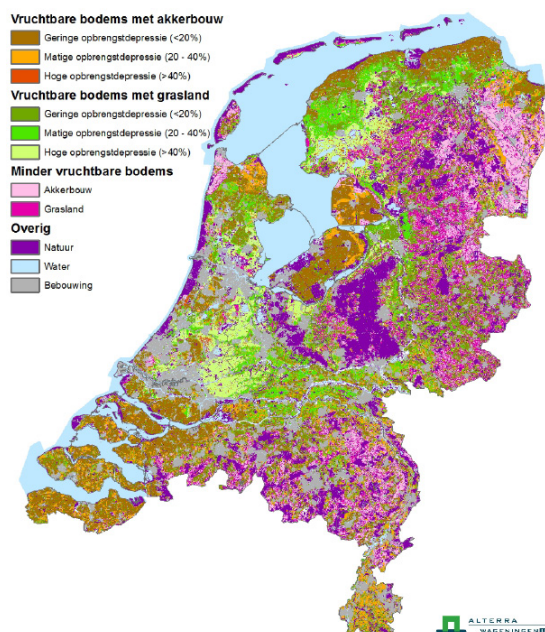 Vruchtbare bodems met akkerbouw
Geringe opbrengstdepressie (<20%)
Matige opbrengstdepressie (20 - 40%)
Hoge opbrengstdepressie (>40%)
Vruchtbare bodems met grasland
Geringe opbrengstdepressie (<20%)
Matige opbrengstdepressie (20 - 40%)
Hoge opbrengstdepressie (>40%)
Minder vruchtbare bodems
Akkerbouw
Grasland
Overig
Natuur
Water
Bebouwing
ALTERRA
WAGENINGEN